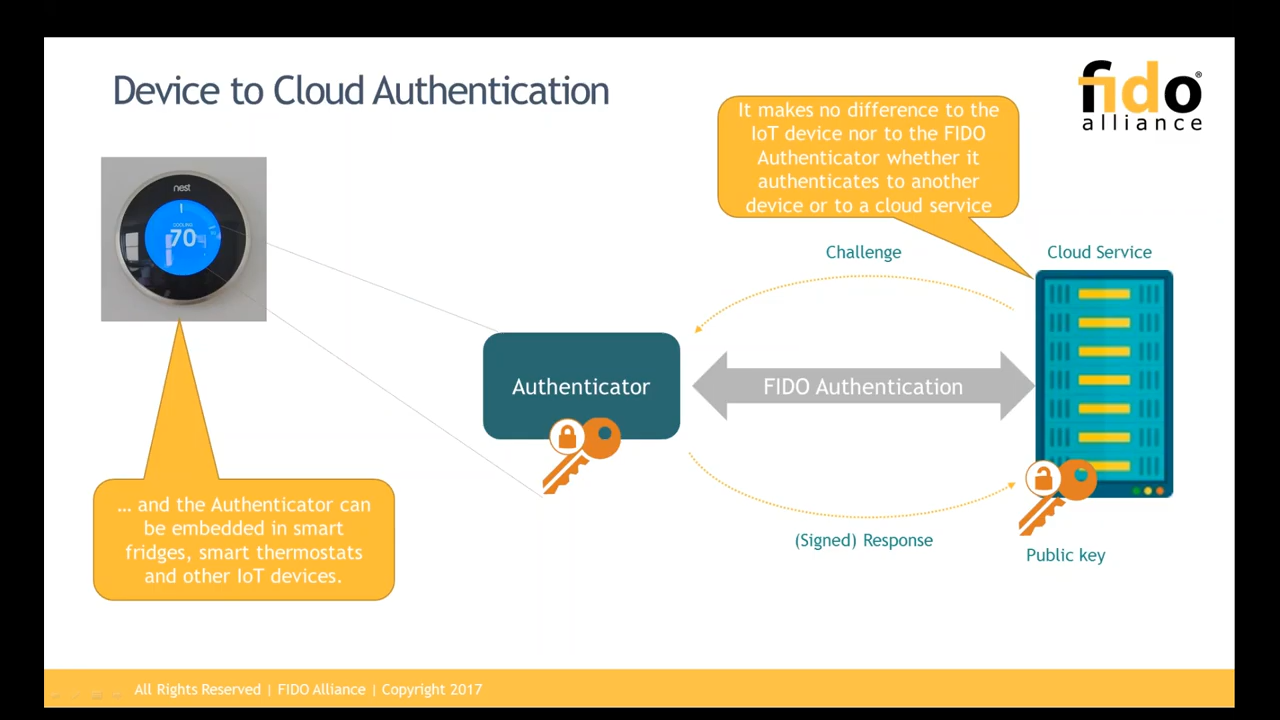 Device to Cloud Authentication
fido®
alliance
It makes no difference to the
IoT device nor to the FIDO
Authenticator whether it
authenticates to another
device or to a cloud service
nest
COOLING
70
Challenge
Cloud Service
Authenticator
FIDO Authentication
… and the Authenticator can
be embedded in smart
fridges, smart thermostats
and other IoT devices.
(Signed) Response
Public key
All Rights Reserved | FIDO Alliance | Copyright 2017